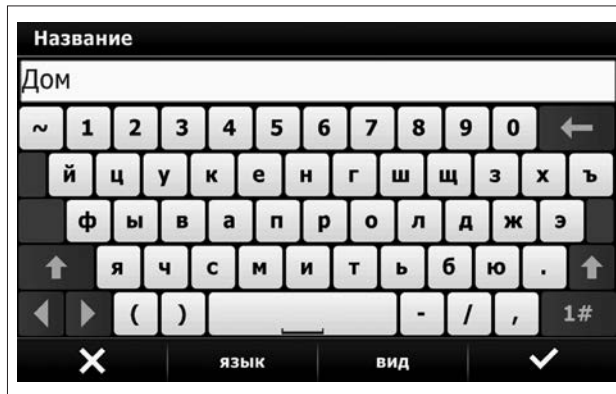 Название
Дом
~ 1 2 3 4 5 6 7 8 9 0
й ц у к е н г ш щ з х ъ
ф ы в а п р о л д ж э
я ч с м и т ь б ю .
( ) - / , 1#
язык вид